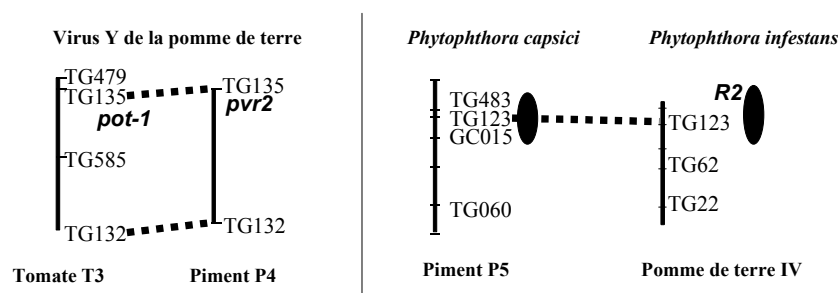 Virus Y de la pomme de terre
TG479
TG135
pot-1
TG585
TG132
Tomate T3
TG135
pvr2
TG132
Piment P4
Phytophthora capsici
TG483
TG123
GC015
TG060
Piment P5
Phytophthora infestans
R2
TG123
TG62
TG22
Pomme de terre IV